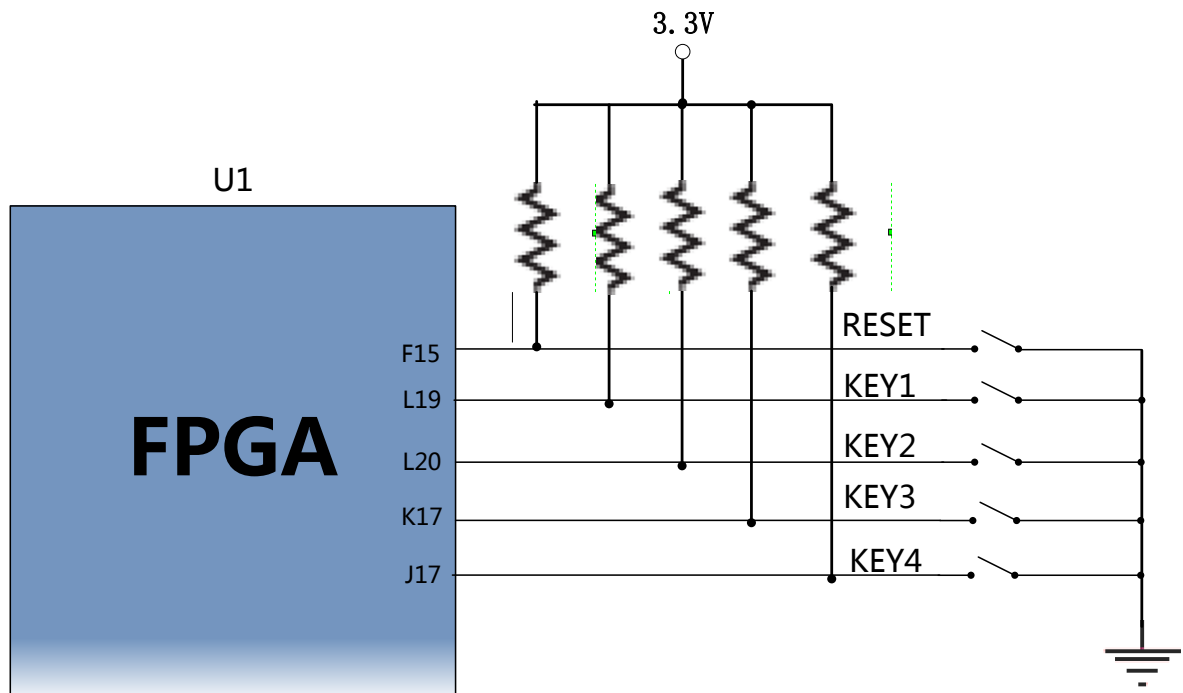 3.3V
U1
FPGA
F15
L19
L20
K17
J17
RESET
KEY1
KEY2
KEY3
KEY4